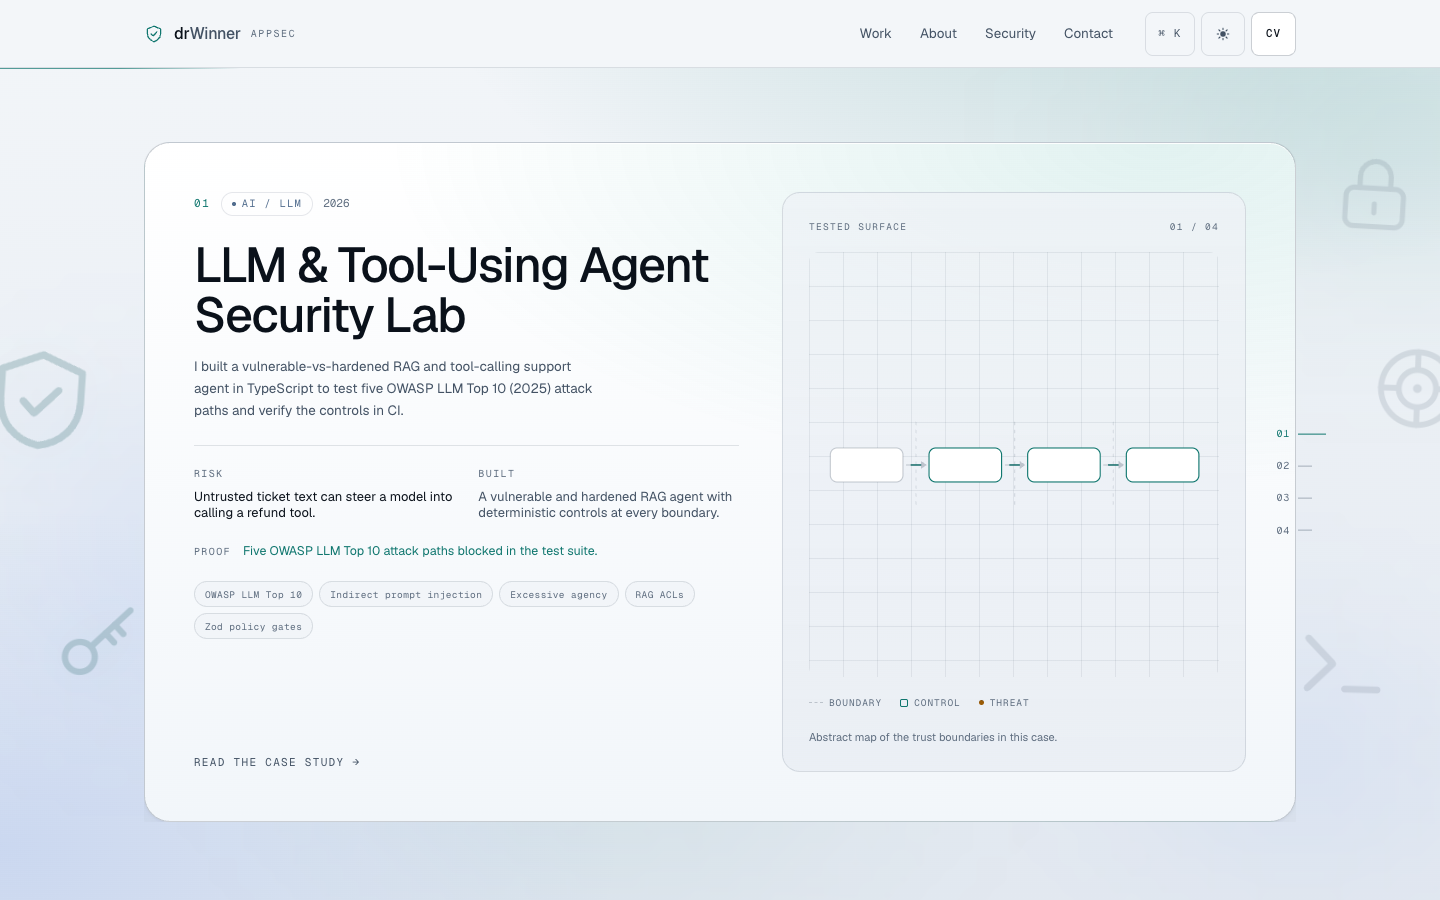 drWinner APPSEC
Work About Security Contact ⌘ K CV
01 AI / LLM 2026
LLM & Tool-Using Agent
Security Lab
I built a vulnerable-vs-hardened RAG and tool-calling support
agent in TypeScript to test five OWASP LLM Top 10 (2025) attack
paths and verify the controls in CI.
RISK
Untrusted ticket text can steer a model into
calling a refund tool.
BUILT
A vulnerable and hardened RAG agent with
deterministic controls at every boundary.
PROOF Five OWASP LLM Top 10 attack paths blocked in the test suite.
OWASP LLM Top 10 Indirect prompt injection Excessive agency RAG ACLs
Zod policy gates
READ THE CASE STUDY →
TESTED SURFACE 01 / 04
BOUNDARY CONTROL THREAT
Abstract map of the trust boundaries in this case.
01
02
03
04